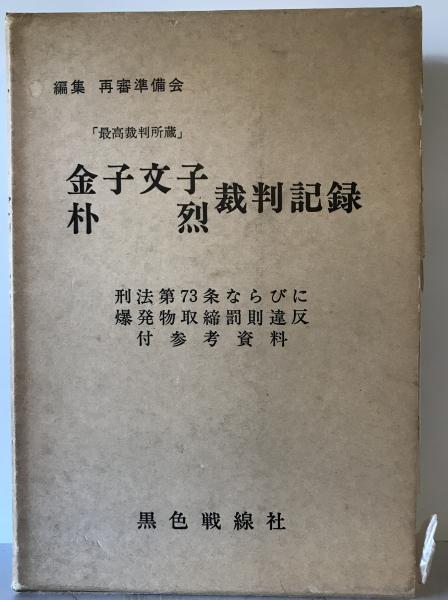 編集 再審準備会
「最高裁判所蔵」
金子文子
朴 烈
裁判記録
刑法第73条ならびに
爆発物取締罰則違反
付参考資料
黒色戦線社